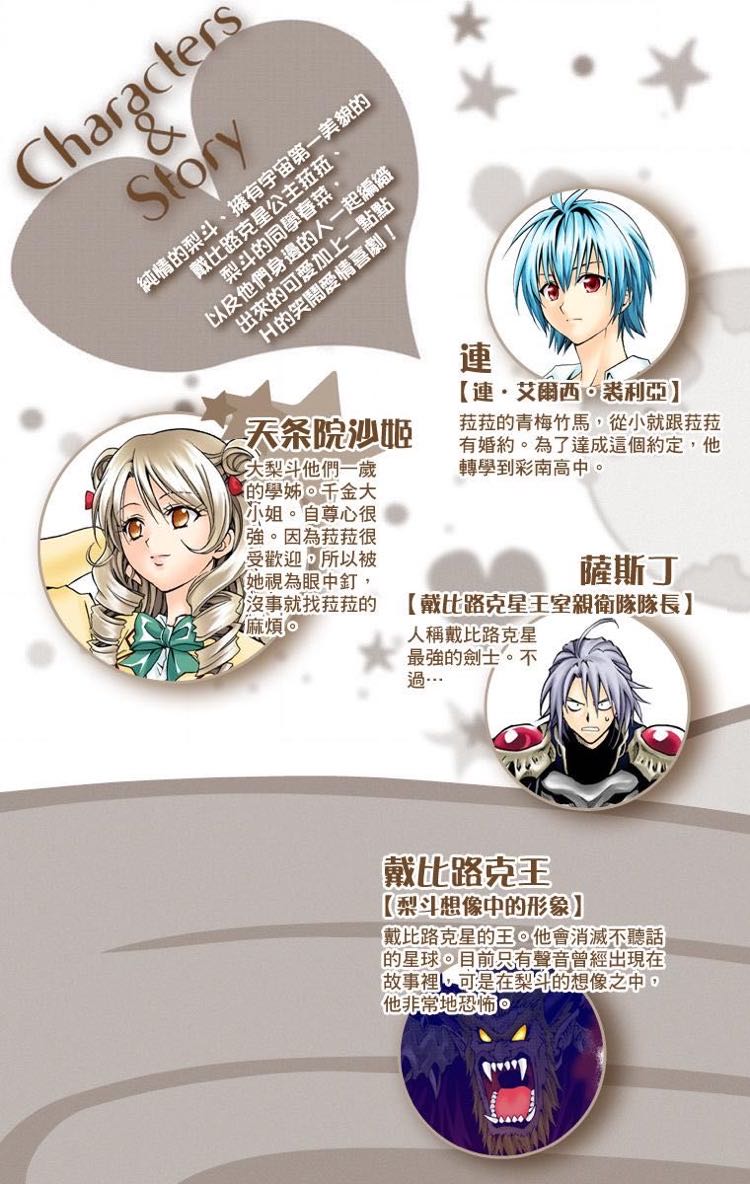 Characters
&
Story
純情的梨斗、擁有宇宙第一美貌的
戴比路克星公主菈菈、
梨斗的同學春菜，
以及他們身邊的人一起編織
出來的可愛加上一點點
H的笑鬧愛情喜劇！
連
【連·艾爾西·裘利亞】
菈菈的青梅竹馬，從小就跟菈菈
有婚約。為了達成這個約定，他
轉學到彩南高中。
天条院沙姬
大梨斗他們一歲
的學姊。千金大
小姐。自尊心很
強。因為菈菈很
受歡迎，所以被
她視為眼中釘，
沒事就找菈菈的
麻煩。
薩斯丁
【戴比路克星王室親衛隊隊長】
人稱戴比路克星
最強的劍士。不
過…
戴比路克王
【梨斗想像中的形象】
戴比路克星的王。他會消滅不聽話
的星球。目前只有聲音曾經出現在
故事裡，可是在梨斗的想像之中，
他非常地恐怖。